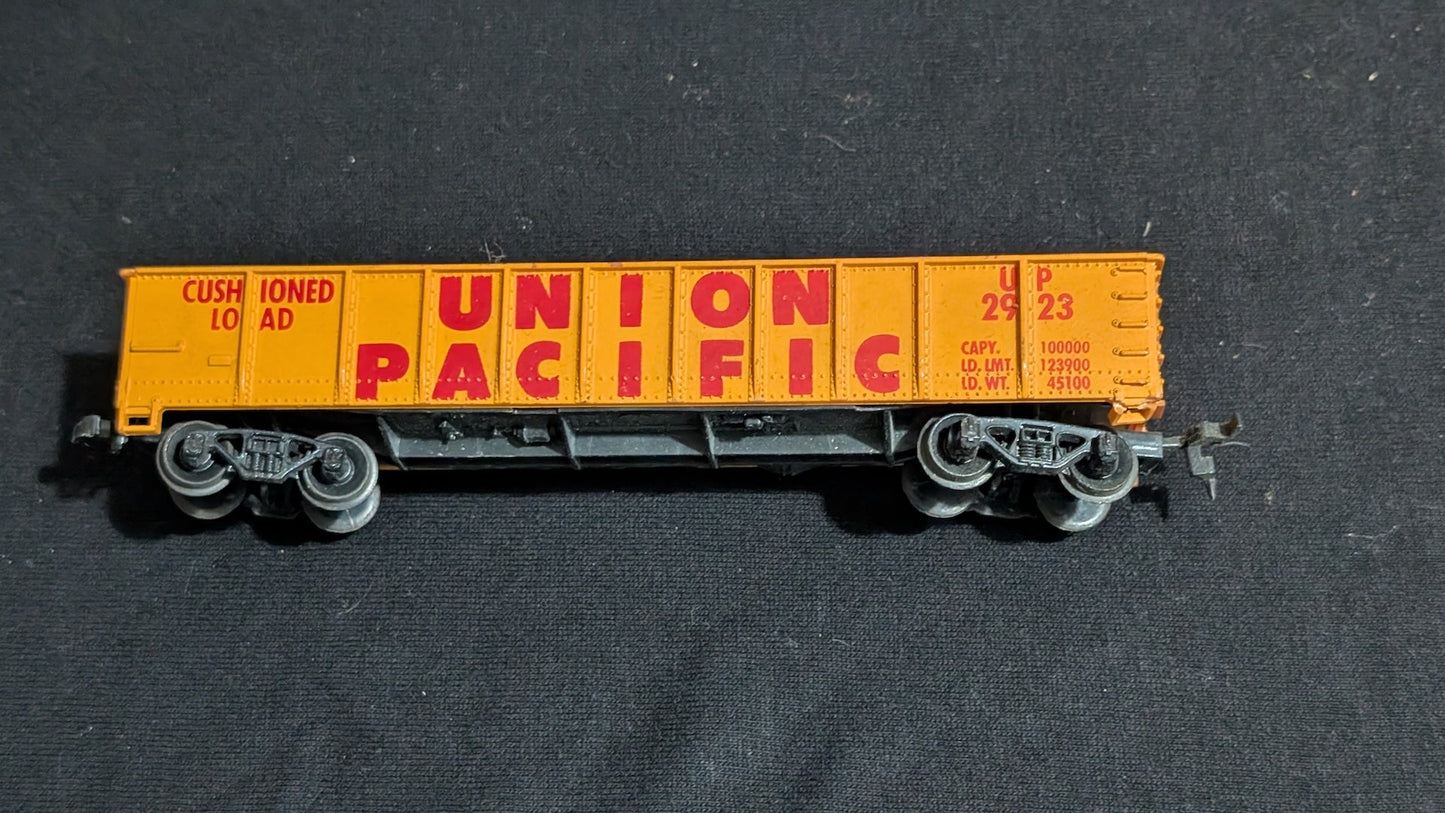 CUSHIONED
LOAD
UNION
PACIFIC
UP
2923
CAPY. 100000
LD. LMT. 123900
LD. WT. 45100